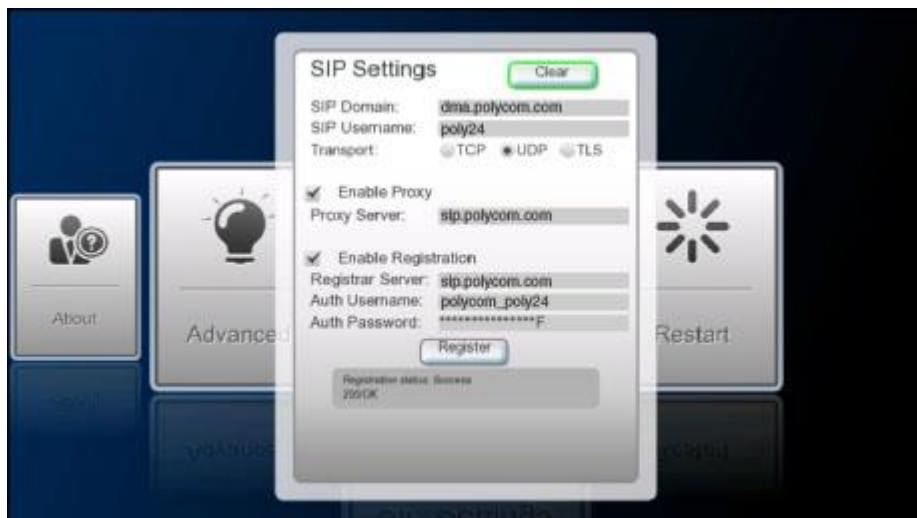 SIP Settings
Clear
SIP Domain: dma.polycom.com
SIP Username: poly24
Transport: TCP UDP TLS
Enable Proxy
Proxy Server: sip.polycom.com
Enable Registration
Registrar Server: sip.polycom.com
Auth Username: polycom_poly24
Auth Password: ***************F
Register
Registration status: Success
200/OK
About
Advanced
Restart